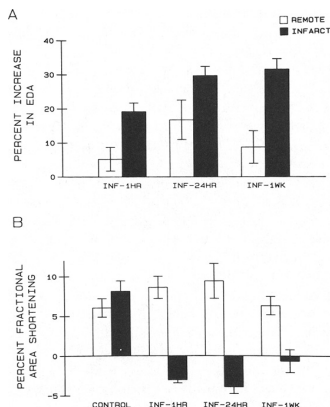 A
REMOTE
INFARCT
PERCENT INCREASE
IN EDA
40
30
20
10
0
INF-1HR INF-24HR INF-1WK
B
PERCENT FRACTIONAL
AREA SHORTENING
10
5
0
-5
CONTROL INF-1HR INF-24HR INF-1WK